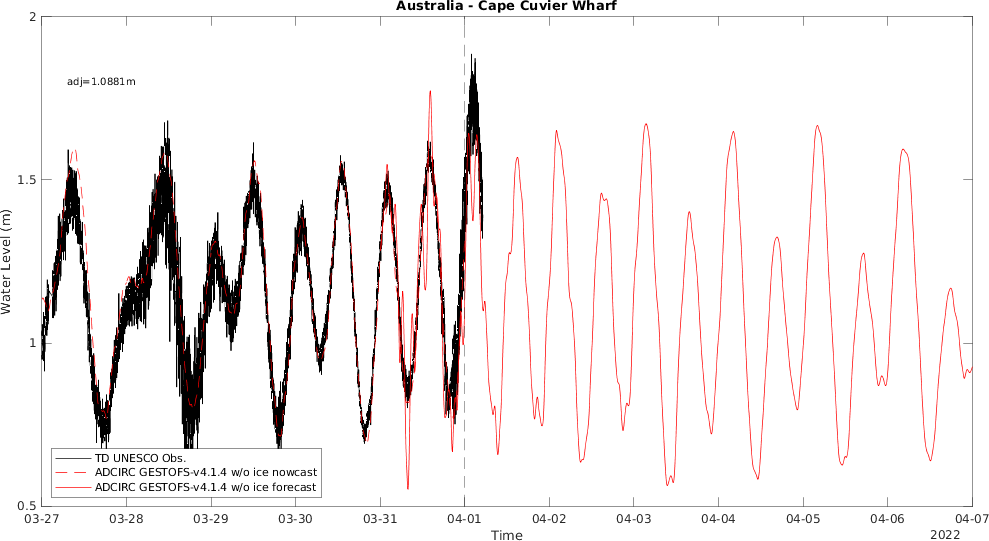 Australia - Cape Cuvier Wharf
2
adj=1.0881m
1.5
Water Level (m)
1
TD UNESCO Obs.
ADCIRC GESTOFS-v4.1.4 w/o ice nowcast
ADCIRC GESTOFS-v4.1.4 w/o ice forecast
0.5
03-27 03-28 03-29 03-30 03-31 04-01 04-02 04-03 04-04 04-05 04-06 04-07
Time
2022